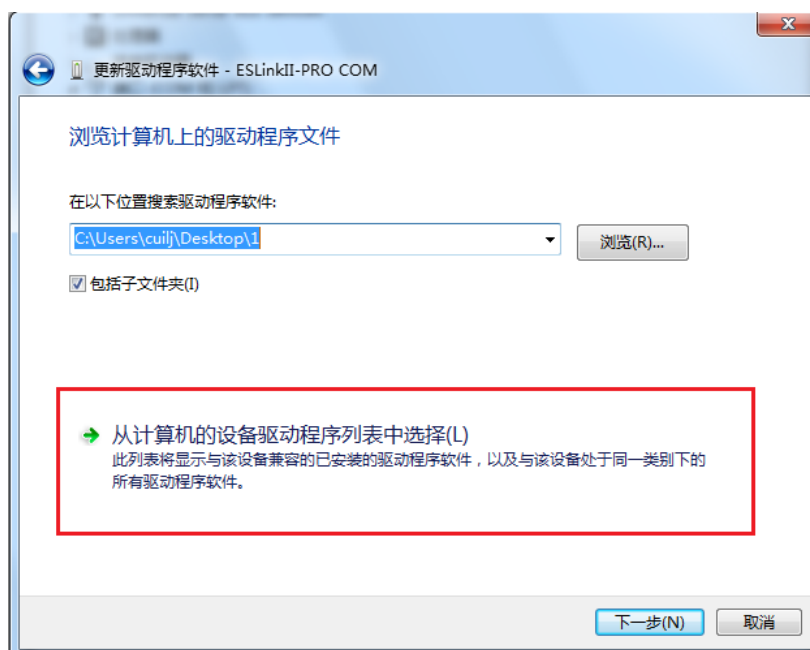 更新驱动程序软件 - ESLinkII-PRO COM
浏览计算机上的驱动程序文件
在以下位置搜索驱动程序软件:
C:\Users\cuilj\Desktop\1
浏览(R)...
包括子文件夹(I)
从计算机的设备驱动程序列表中选择(L)
此列表将显示与该设备兼容的已安装的驱动程序软件，以及与该设备处于同一类别下的
所有驱动程序软件。
下一步(N)
取消